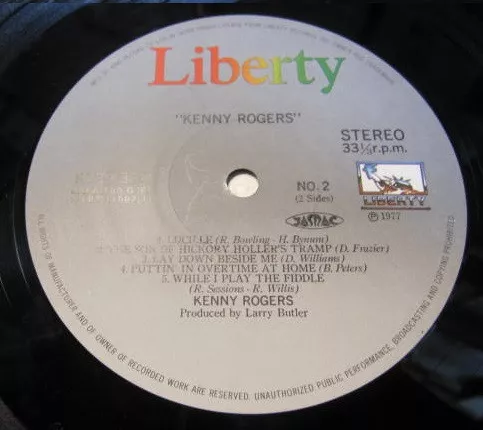 Liberty
"KENNY ROGERS"
STEREO
33⅓r.p.m.
NO. 2
(2 Sides)
JASRAC
LIBERTY
Ⓟ 1977
1. LUCILLE (R. Bowling - H. Bynum)
2. THE SON OF HICKORY HOLLER'S TRAMP (D. Frazier)
3. LAY DOWN BESIDE ME (D. Williams)
4. PUTTIN' IN OVERTIME AT HOME (B. Peters)
5. WHILE I PLAY THE FIDDLE
(R. Sessions - R. Willis)
KENNY ROGERS
Produced by Larry Butler
ALL RIGHTS OF MANUFACTURER AND OF OWNER OF RECORDED WORK ARE RESERVED. UNAUTHORIZED PUBLIC PERFORMANCE, BROADCASTING AND COPYING PROHIBITED.